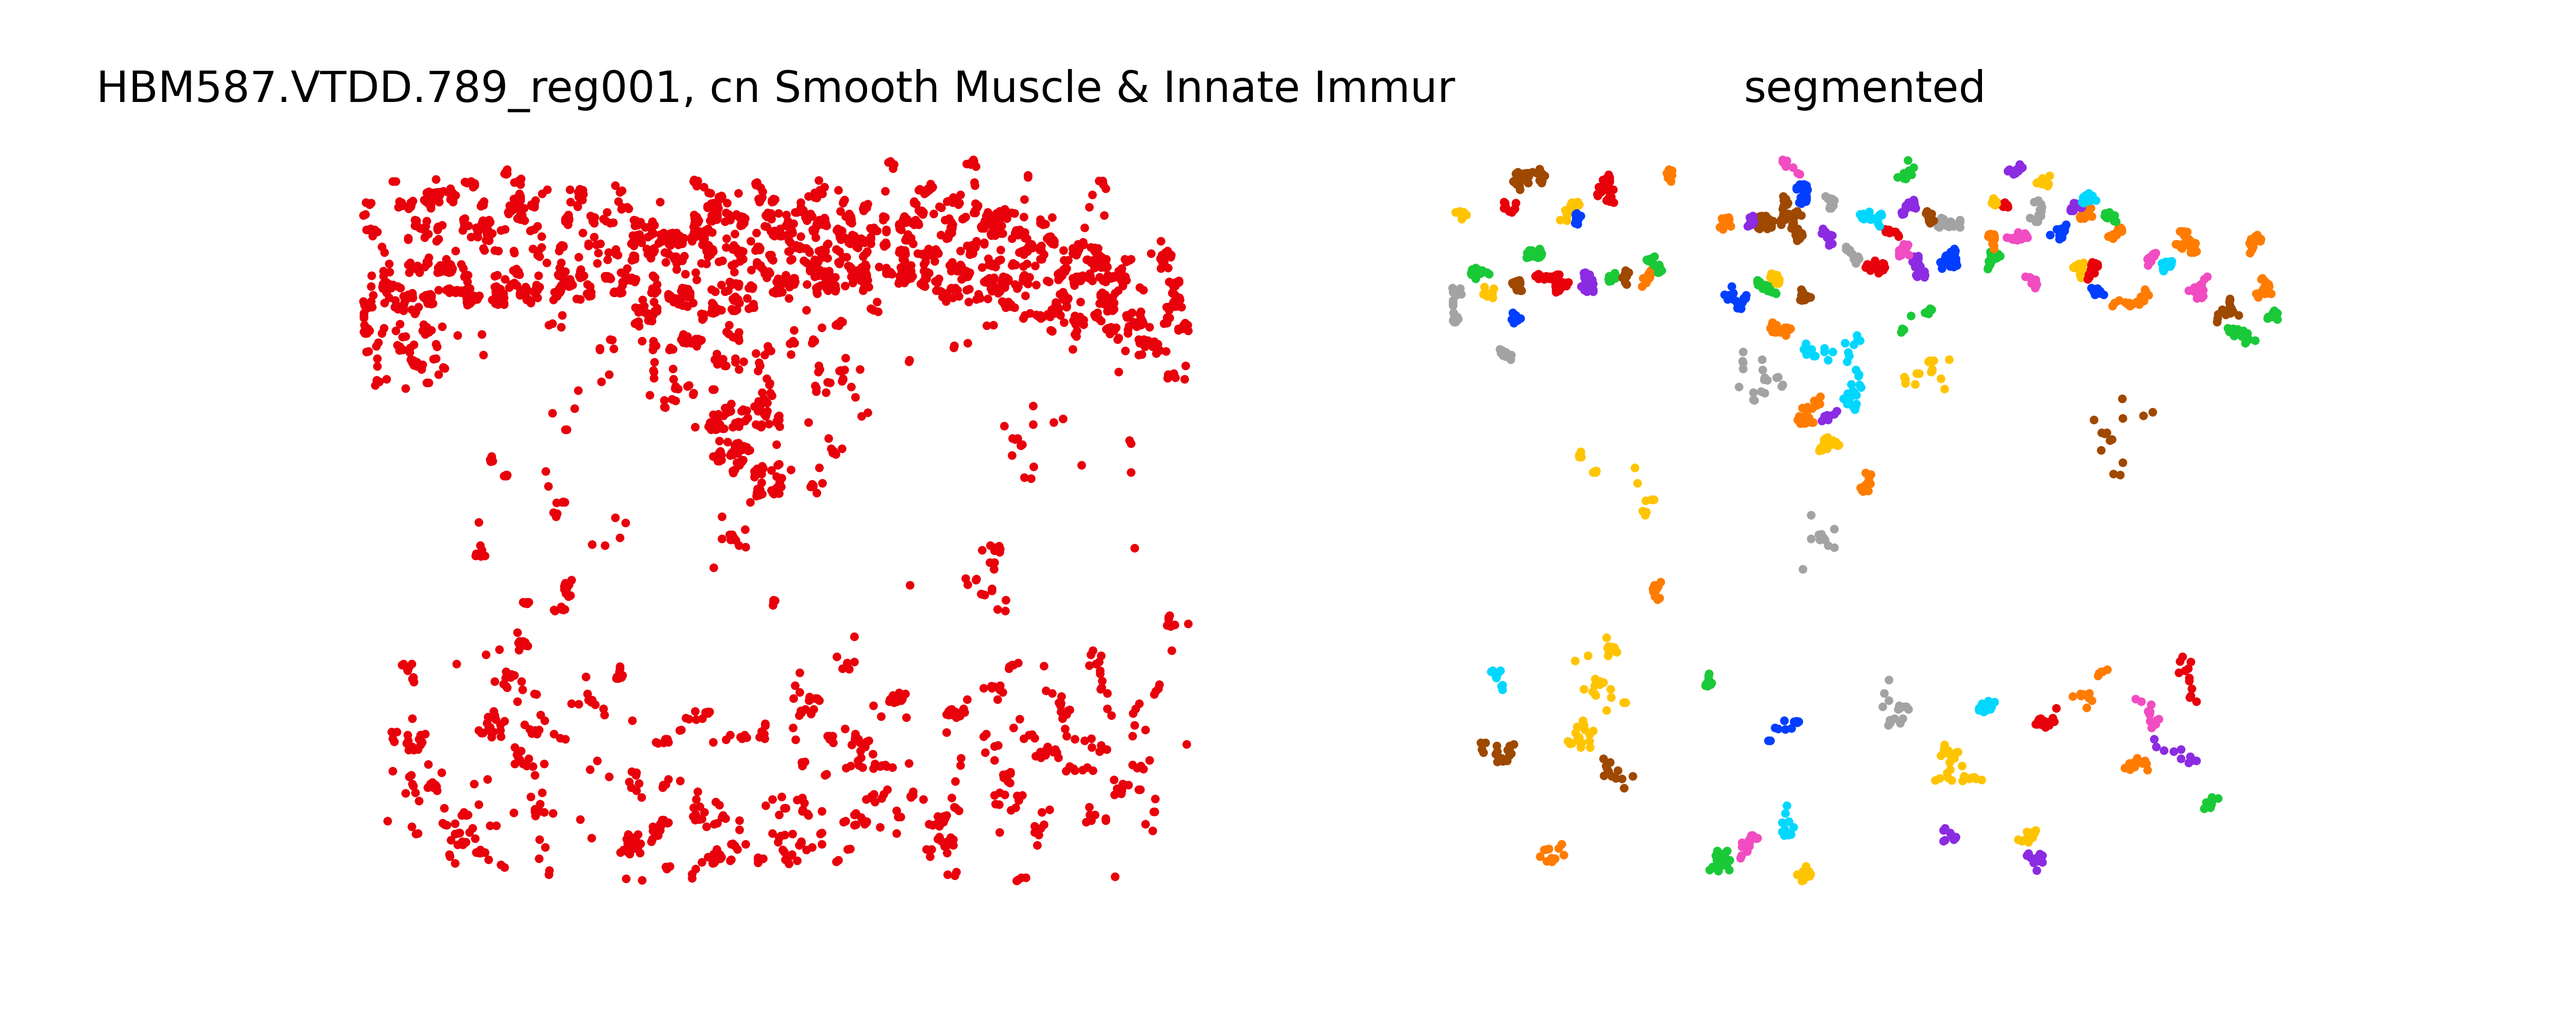 HBM587.VTDD.789_reg001, cn Smooth Muscle & Innate Immur
segmented